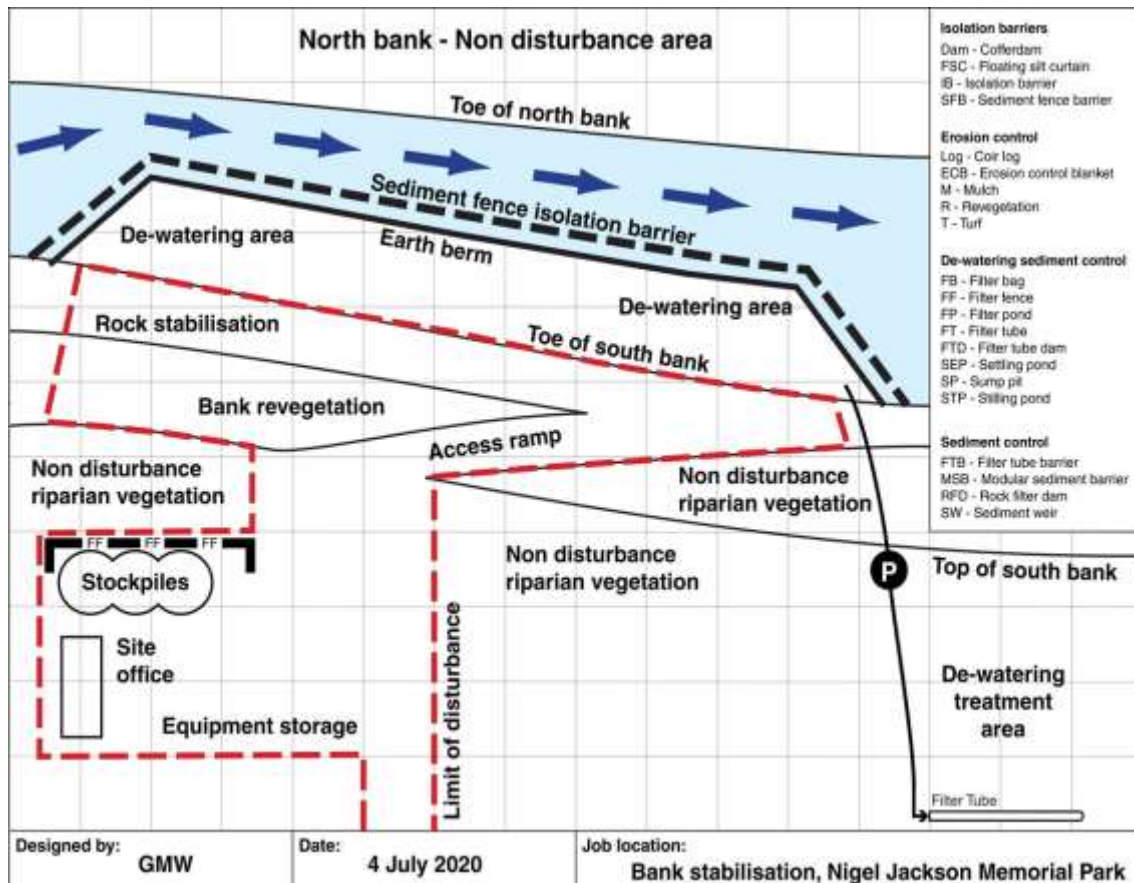 North bank - Non disturbance area
Toe of north bank
Sediment fence isolation barrier
De-watering area
Earth berm
De-watering area
Rock stabilisation
Toe of south bank
Bank revegetation
Access ramp
Non disturbance
riparian vegetation
Non disturbance
riparian vegetation
Non disturbance
riparian vegetation
FF
FF
FF
Stockpiles
P
Top of south bank
Site
office
Equipment storage
Limit of disturbance
De-watering
treatment
area
Filter Tube
Isolation barriers
Dam - Cofferdam
FSC - Floating silt curtain
IB - Isolation barrier
SFB - Sediment fence barrier
Erosion control
Log - Coir log
ECB - Erosion control blanket
M - Mulch
R - Revegetation
T - Turf
De-watering sediment control
FB - Filter bag
FF - Filter fence
FP - Filter pond
FT - Filter tube
FTD - Filter tube dam
SEP - Settling pond
SP - Sump pit
STP - Stilling pond
Sediment control
FTB - Filter tube barrier
MSB - Modular sediment barrier
RFD - Rock filter dam
SW - Sediment weir
Designed by:
GMW
Date:
4 July 2020
Job location:
Bank stabilisation, Nigel Jackson Memorial Park